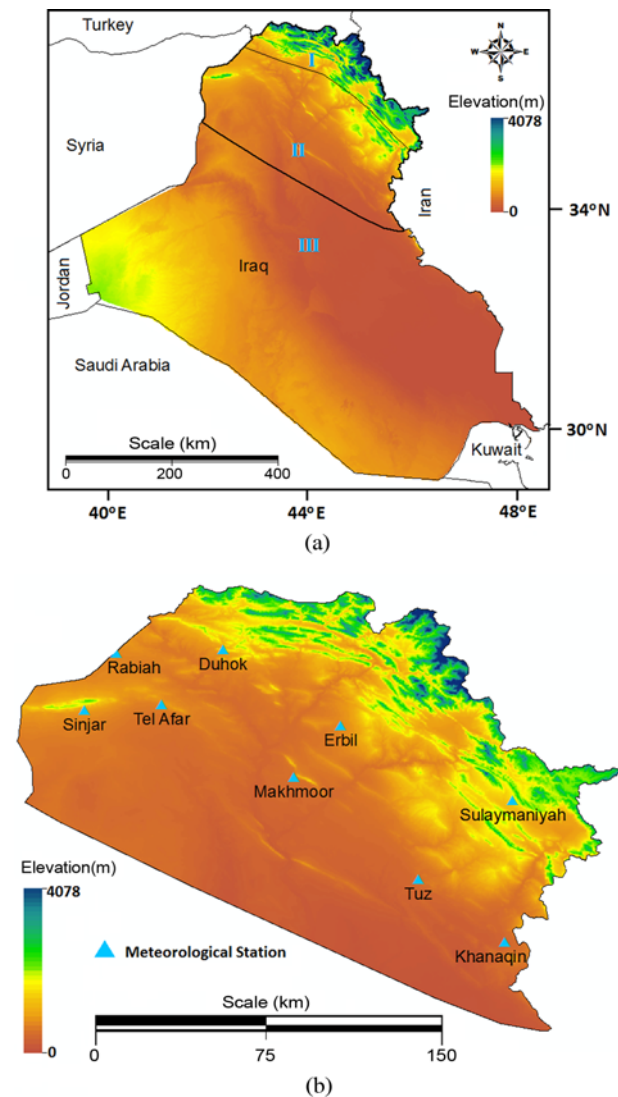 Turkey
N
W E
S
I
Elevation(m)
4078
0
Syria
II
Iran
34°N
III
Iraq
Jordan
Saudi Arabia
Scale (km)
0 200 400
Kuwait
30°N
40°E 44°E 48°E
(a)
Rabiah
Duhok
Sinjar
Tel Afar
Erbil
Makhmoor
Sulaymaniyah
Elevation(m)
4078
Tuz
Meteorological Station
Khanaqin
Scale (km)
0
0 75 150
(b)